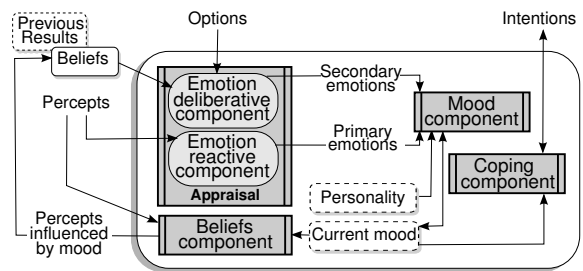 Previous
Results
Options
Intentions
Beliefs
Emotion
deliberative
component
Secondary
emotions
Percepts
Mood
component
Emotion
reactive
component
Primary
emotions
Appraisal
Coping
component
Personality
Percepts
influenced
by mood
Beliefs
component
Current mood